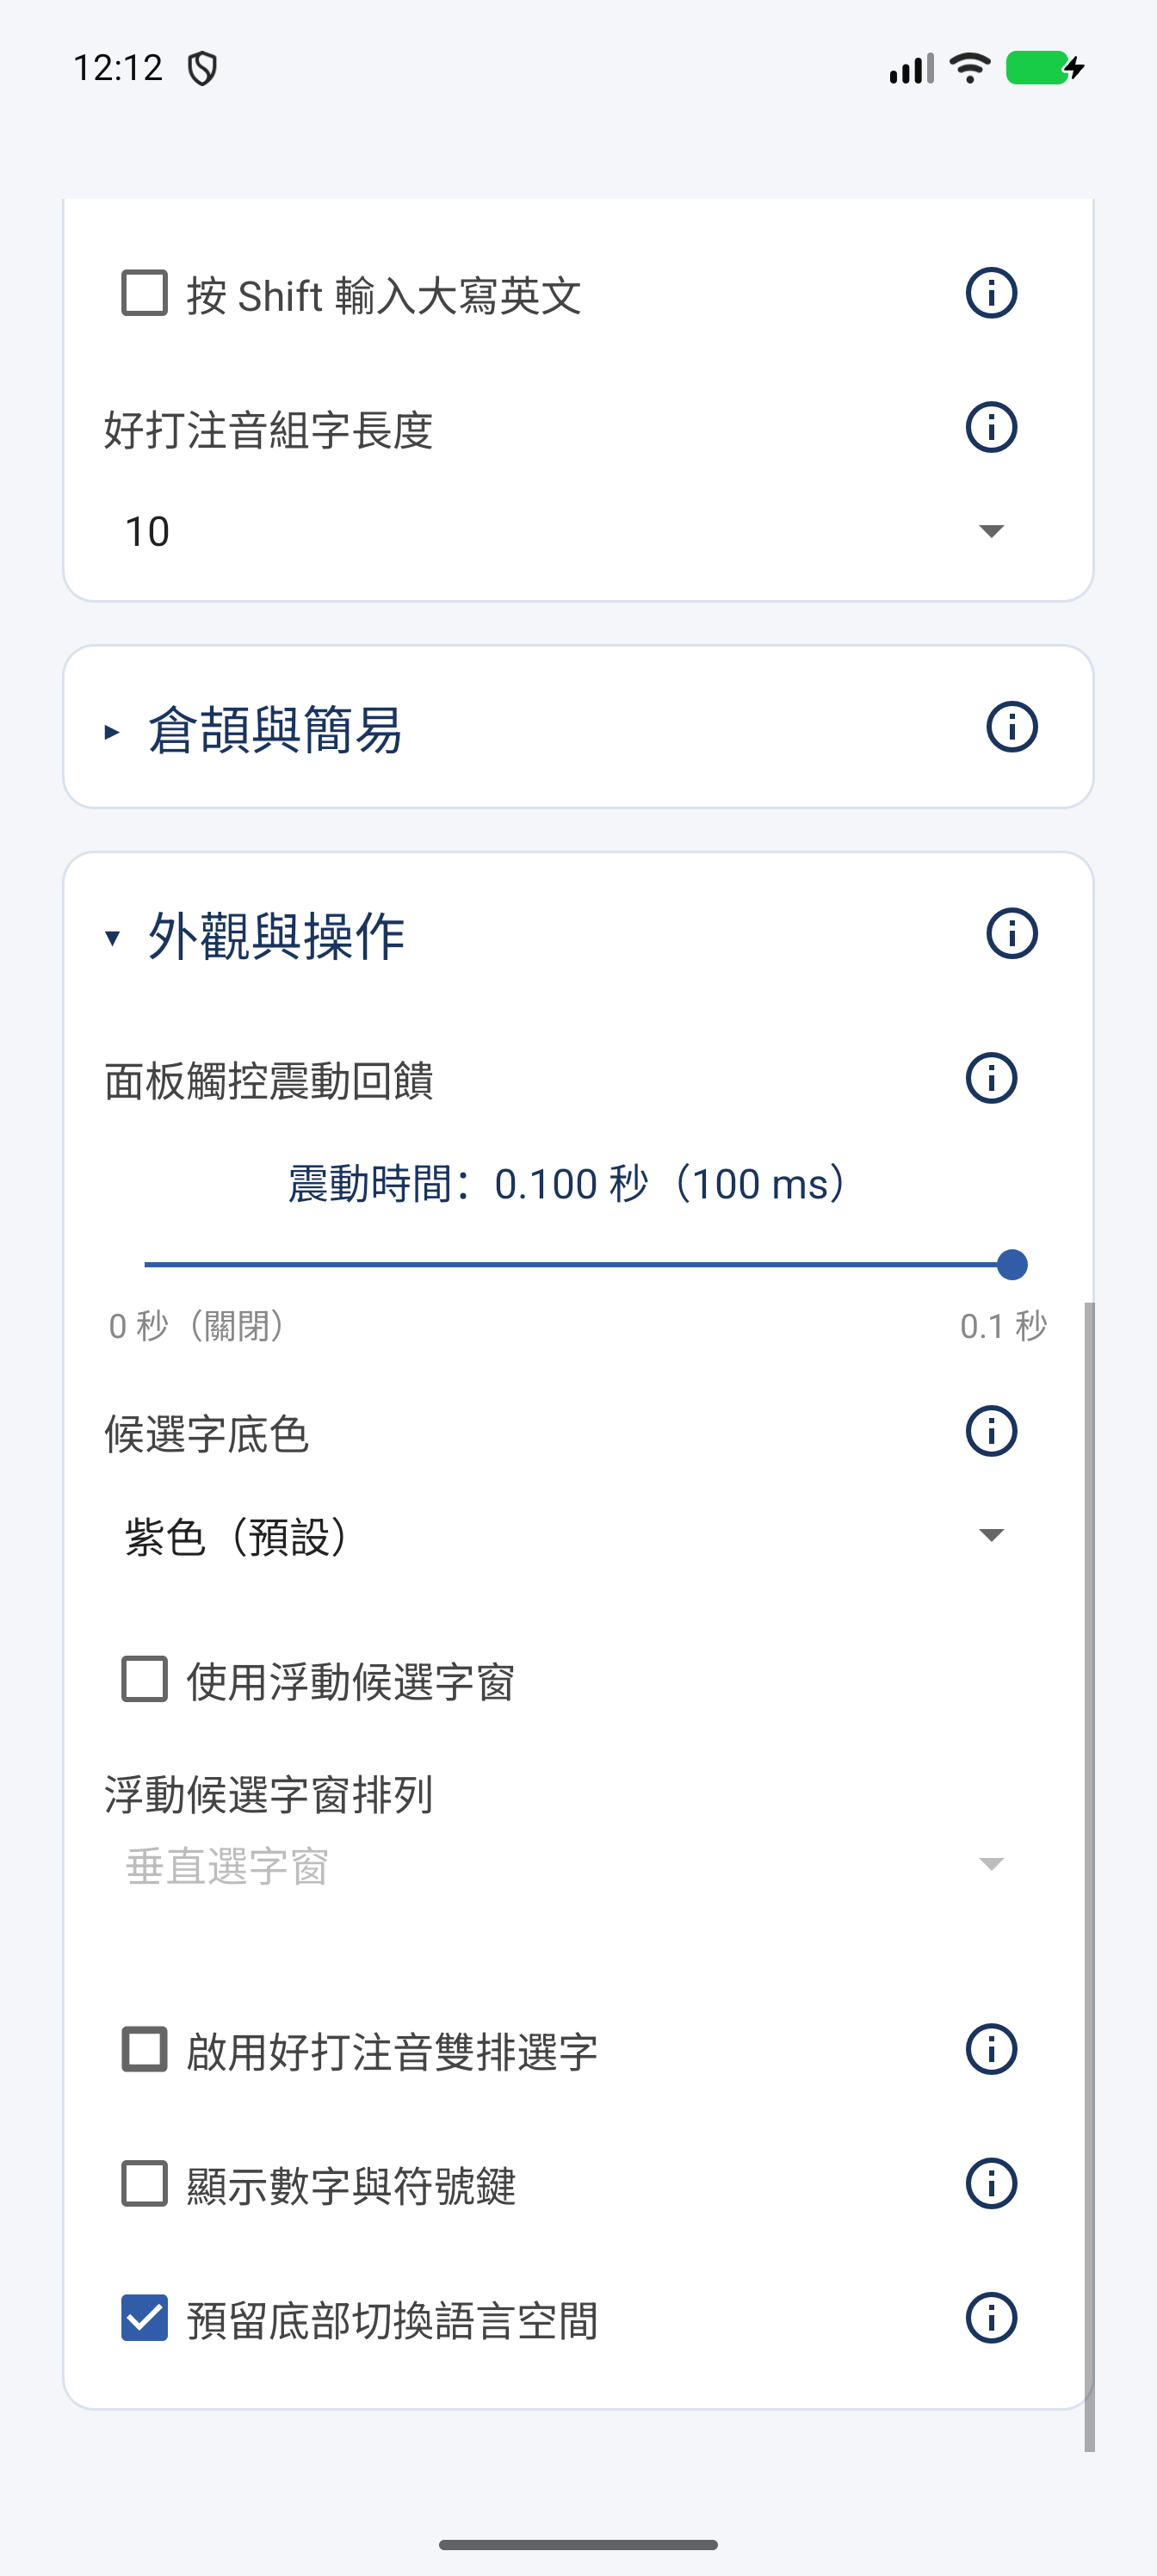 12:12
按 Shift 輸入大寫英文
好打注音組字長度
10
倉頡與簡易
外觀與操作
面板觸控震動回饋
震動時間：0.100 秒（100 ms）
0 秒（關閉）
0.1 秒
候選字底色
紫色（預設）
使用浮動候選字窗
浮動候選字窗排列
垂直選字窗
啟用好打注音雙排選字
顯示數字與符號鍵
預留底部切換語言空間